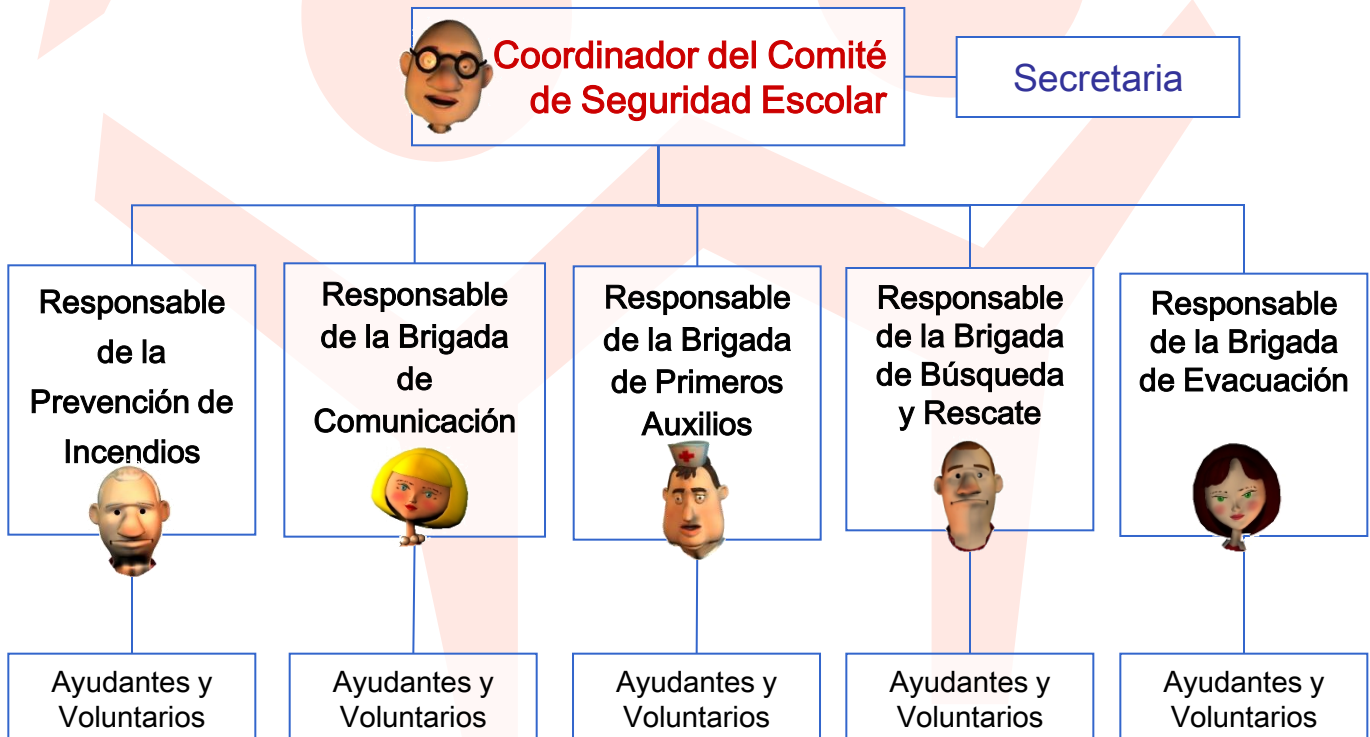 Coordinador del Comité
de Seguridad Escolar
Secretaria
Responsable
de la
Prevención de
Incendios
Responsable
de la Brigada
de
Comunicación
Responsable
de la Brigada
de Primeros
Auxilios
Responsable
de la Brigada
de Búsqueda
y Rescate
Responsable
de la Brigada
de Evacuación
Ayudantes y
Voluntarios
Ayudantes y
Voluntarios
Ayudantes y
Voluntarios
Ayudantes y
Voluntarios
Ayudantes y
Voluntarios